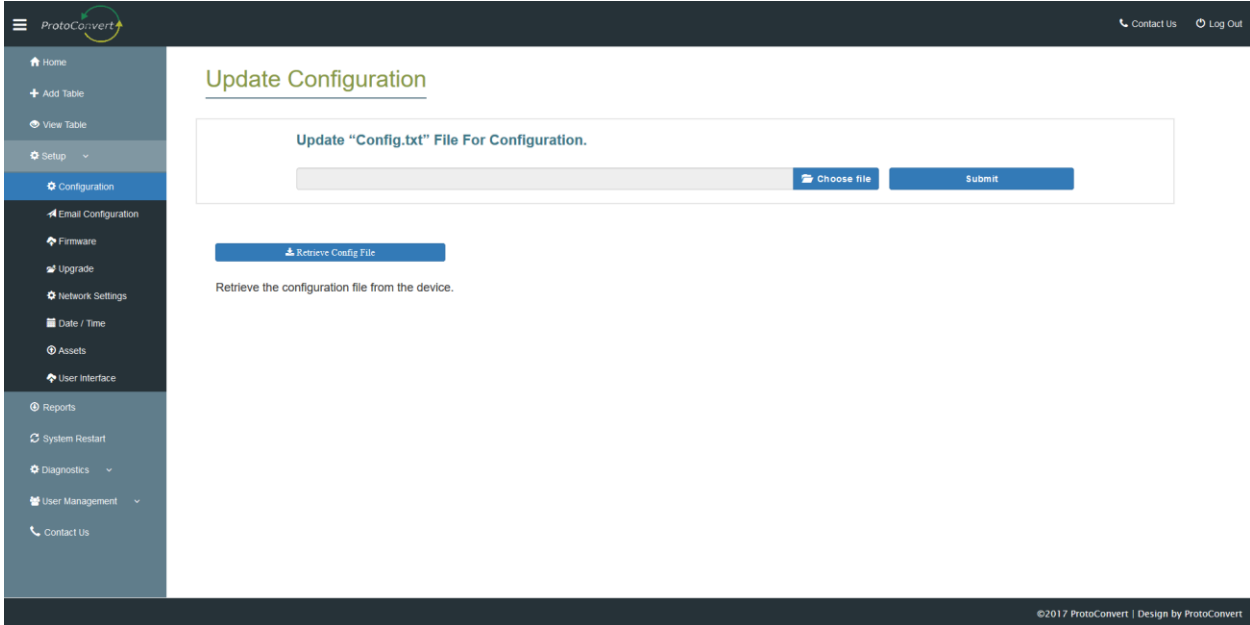 ProtoConvert
Contact Us
Log Out
Home
Add Table
View Table
Setup
Configuration
Email Configuration
Firmware
Upgrade
Network Settings
Date / Time
Assets
User Interface
Reports
System Restart
Diagnostics
User Management
Contact Us
Update Configuration
Update “Config.txt” File For Configuration.
Choose file
Submit
Retrieve Config File
Retrieve the configuration file from the device.
©2017 ProtoConvert | Design by ProtoConvert